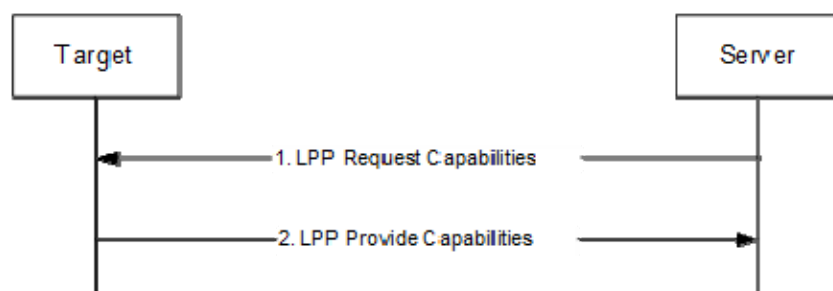 Target
Server
1. LPP Request Capabilities
2. LPP Provide Capabilities